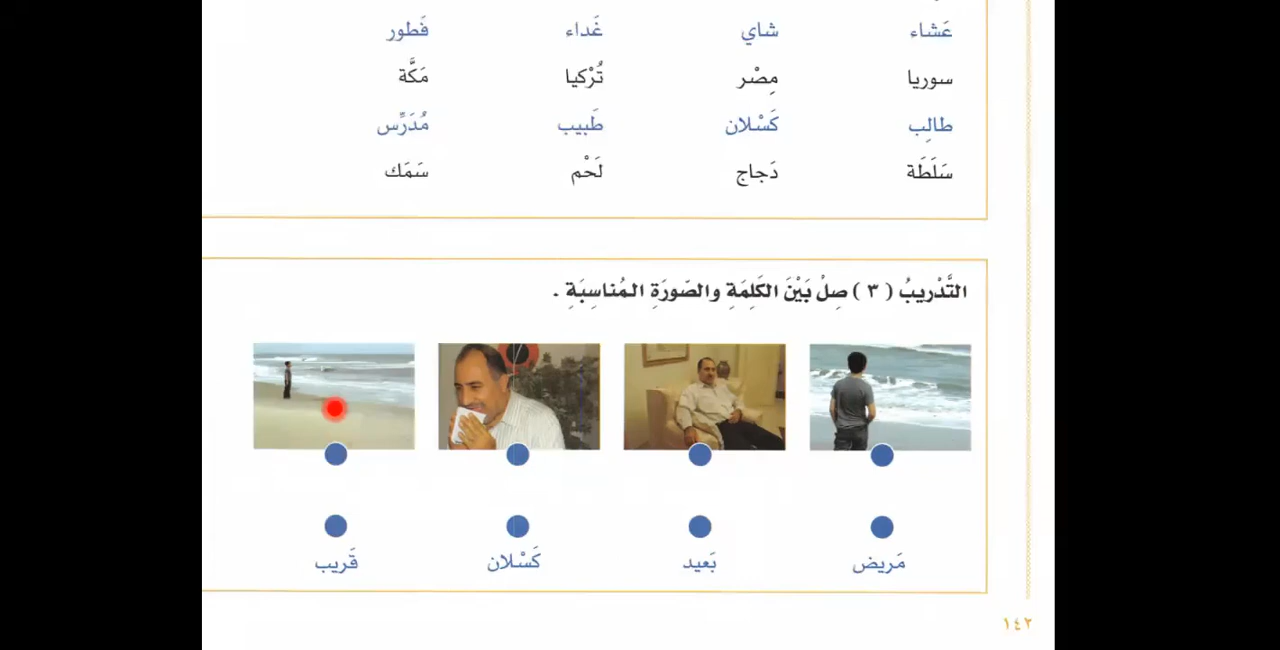 عَشاء شاي غَداء فَطور
سوريا مِصْر تُرْكيا مَكَّة
طالِب كَسْلان طَبيب مُدَرِّس
سَلَطَة دَجاج لَحْم سَمَك
التَّدْريبُ ( ٣ ) صِلْ بَيْنَ الكَلِمَةِ والصّورَةِ المُناسِبَةِ .
مَريض بَعيد كَسْلان قَريب
١٤٢